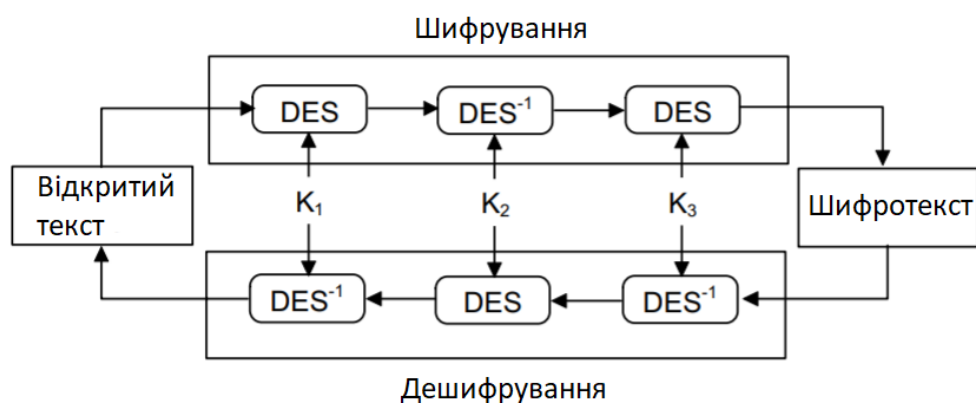 Шифрування
DES
DES⁻¹
DES
Відкритий
текст
K₁
K₂
K₃
Шифротекст
DES⁻¹
DES
DES⁻¹
Дешифрування